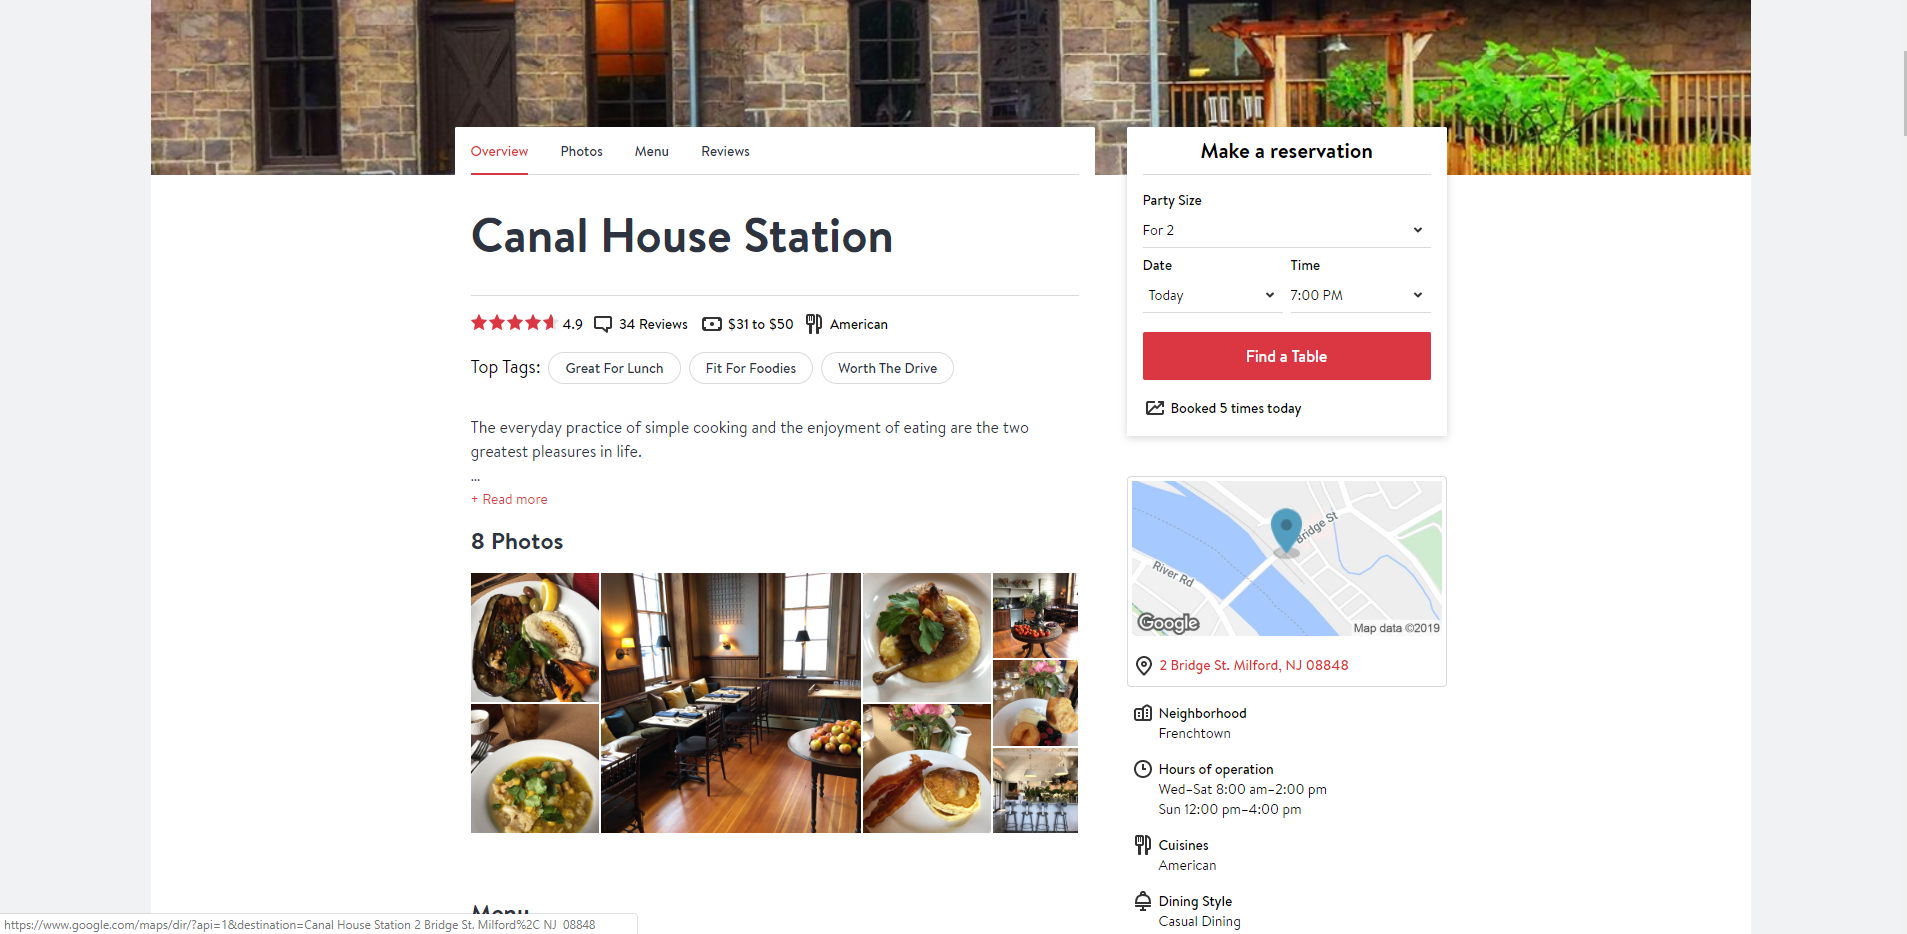 Overview Photos Menu Reviews
Canal House Station
4.9 34 Reviews $31 to $50 American
Top Tags: Great For Lunch Fit For Foodies Worth The Drive
The everyday practice of simple cooking and the enjoyment of eating are the two
greatest pleasures in life.
...
+ Read more
8 Photos
Menu
Make a reservation
Party Size
For 2
Date Time
Today 7:00 PM
Find a Table
Booked 5 times today
Bridge St
River Rd
Google
Map data ©2019
2 Bridge St. Milford, NJ 08848
Neighborhood
Frenchtown
Hours of operation
Wed–Sat 8:00 am–2:00 pm
Sun 12:00 pm–4:00 pm
Cuisines
American
Dining Style
Casual Dining
https://www.google.com/maps/dir/?api=1&destination=Canal House Station 2 Bridge St. Milford%2C NJ 08848